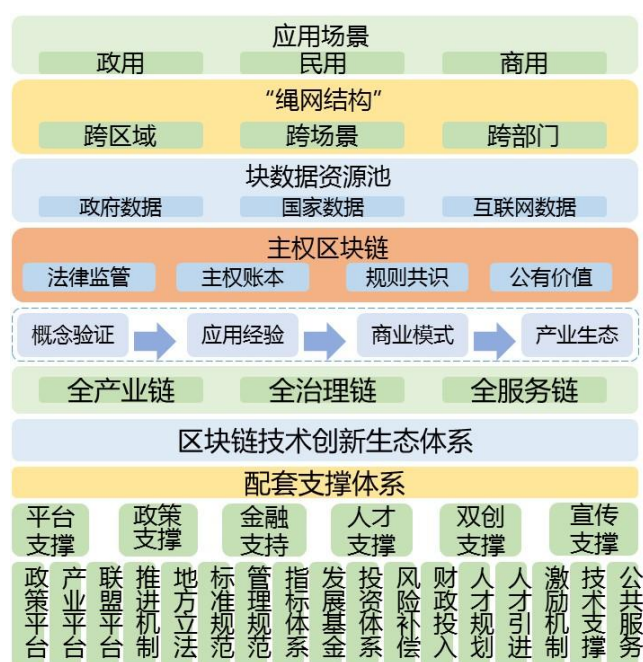 应用场景
政用 民用 商用
“绳网结构”
跨区域 跨场景 跨部门
块数据资源池
政府数据 国家数据 互联网数据
主权区块链
法律监管 主权账本 规则共识 公有价值
概念验证 应用经验 商业模式 产业生态
全产业链 全治理链 全服务链
区块链技术创新生态体系
配套支撑体系
平台支撑 政策支撑 金融支持 人才支撑 双创支撑 宣传支撑
政策平台 产业平台 联盟平台 推进机制 地方立法 标准规范 管理规范 指标体系 发展基金 投资体系 风险补偿 财政投入 人才规划 人才引进 激励机制 技术支撑 公共服务